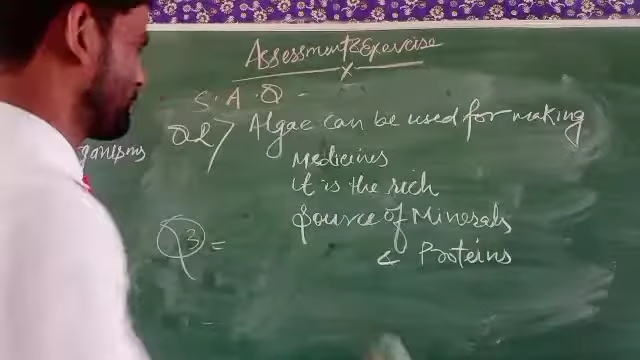 Assessment & Exercise
x
S. A. Q -
Q2) Algae can be used for making
ganisms
Medicines
it is the rich
source of Minerals
& Proteins
Q3 =